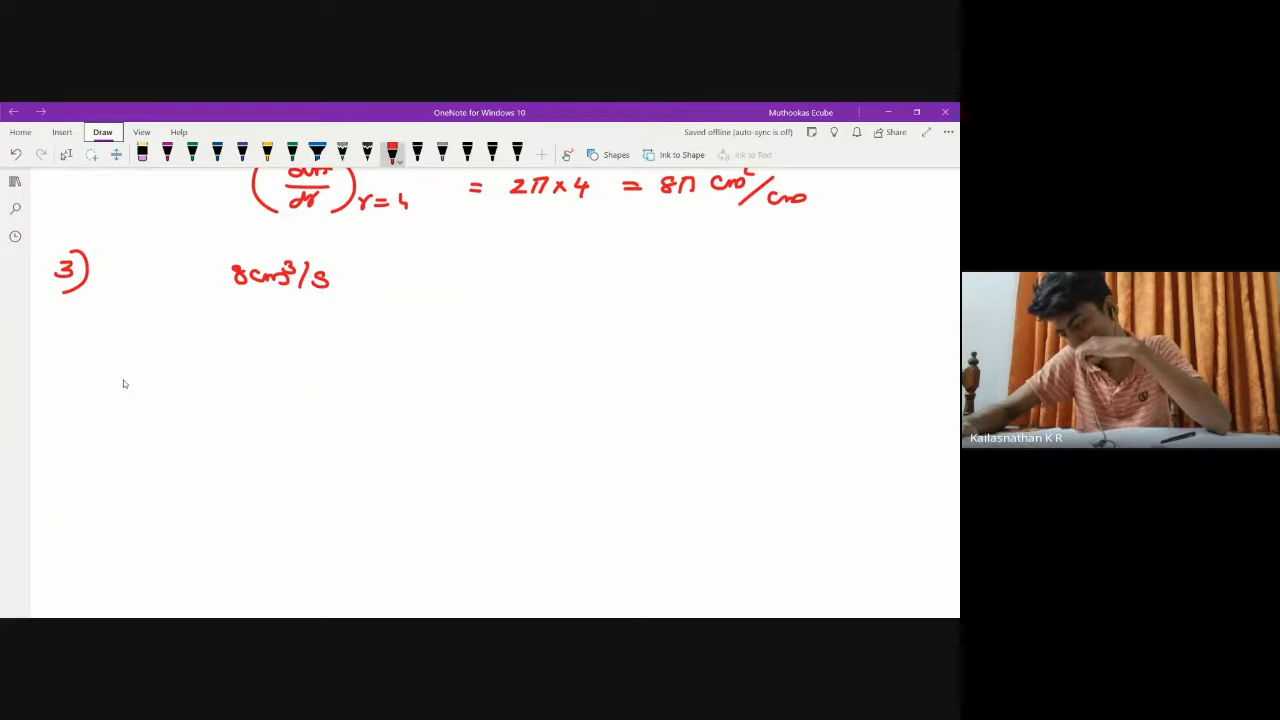 OneNote for Windows 10
Muthookas Ecube
Home Insert Draw View Help
Saved offline (auto-sync is off)
Share
Shapes
Ink to Shape
Ink to Text
dr r=4 = 2π×4 = 8π cm²/cm
3) 8cm³/s
Kailasnathan K R